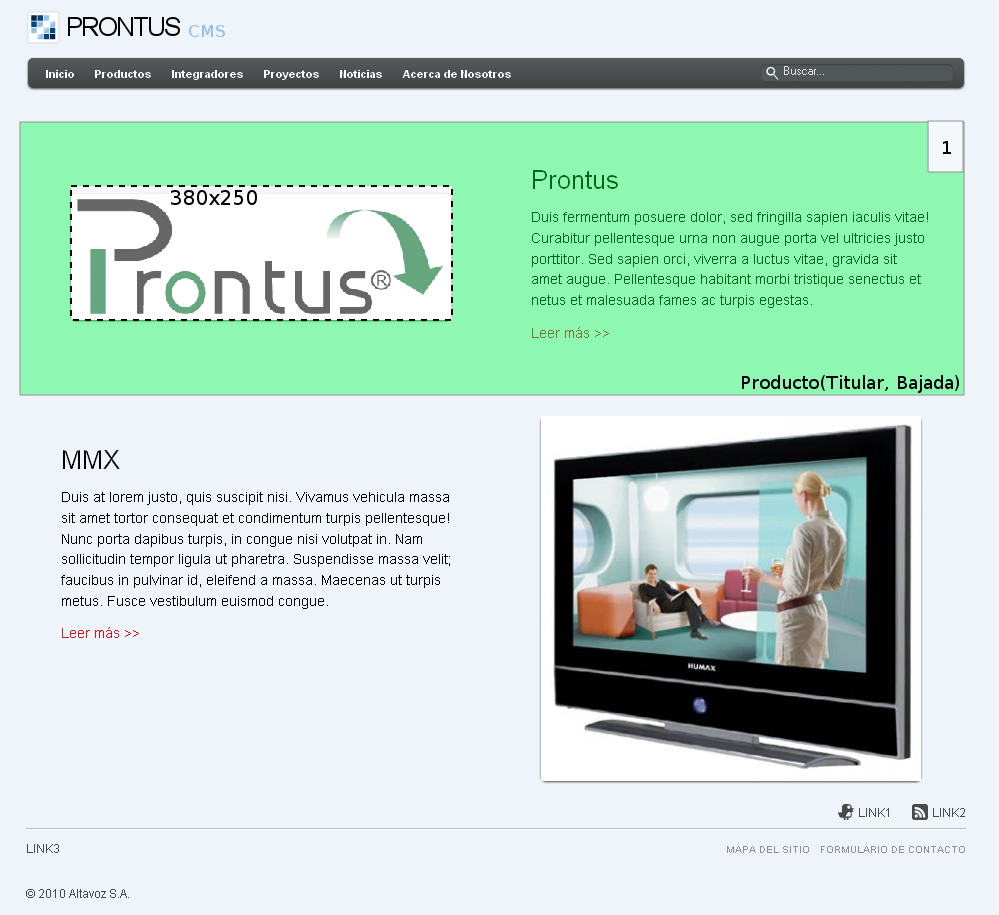 PRONTUS CMS
Inicio Productos Integradores Proyectos Noticias Acerca de Nosotros Buscar...
1
380x250
Prontus®
Prontus
Duis fermentum posuere dolor, sed fringilla sapien iaculis vitae!
Curabitur pellentesque urna non augue porta vel ultricies justo
porttitor. Sed sapien orci, viverra a luctus vitae, gravida sit
amet augue. Pellentesque habitant morbi tristique senectus et
netus et malesuada fames ac turpis egestas.
Leer más >>
Producto(Titular, Bajada)
MMX
Duis at lorem justo, quis suscipit nisi. Vivamus vehicula massa
sit amet tortor consequat et condimentum turpis pellentesque!
Nunc porta dapibus turpis, in congue nisi volutpat in. Nam
sollicitudin tempor ligula ut pharetra. Suspendisse massa velit;
faucibus in pulvinar id, eleifend a massa. Maecenas ut turpis
metus. Fusce vestibulum euismod congue.
Leer más >>
HUMAX
LINK1 LINK2
LINK3
MAPA DEL SITIO FORMULARIO DE CONTACTO
© 2010 Altavoz S.A.